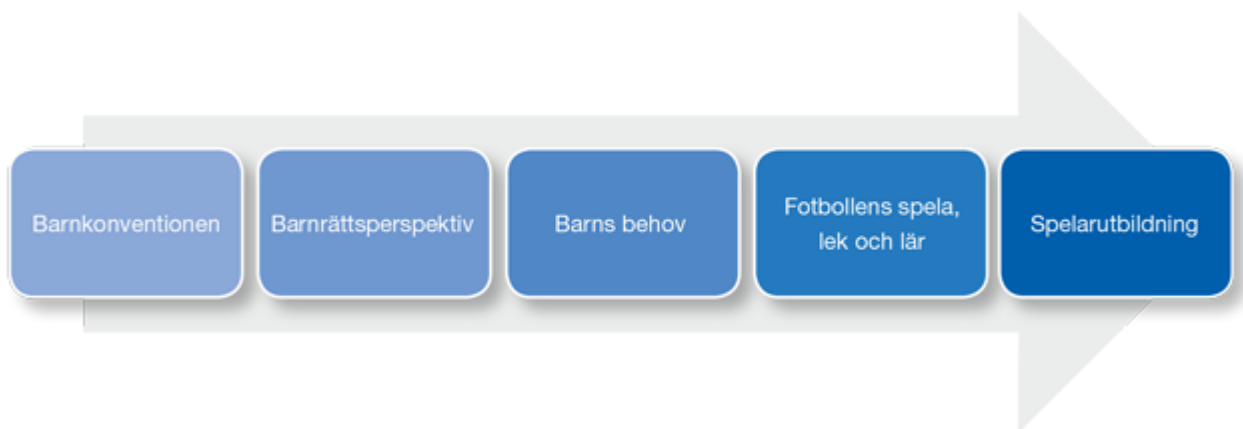 Barnkonventionen
Barnrättsperspektiv
Barns behov
Fotbollens spela,
lek och lär
Spelarutbildning